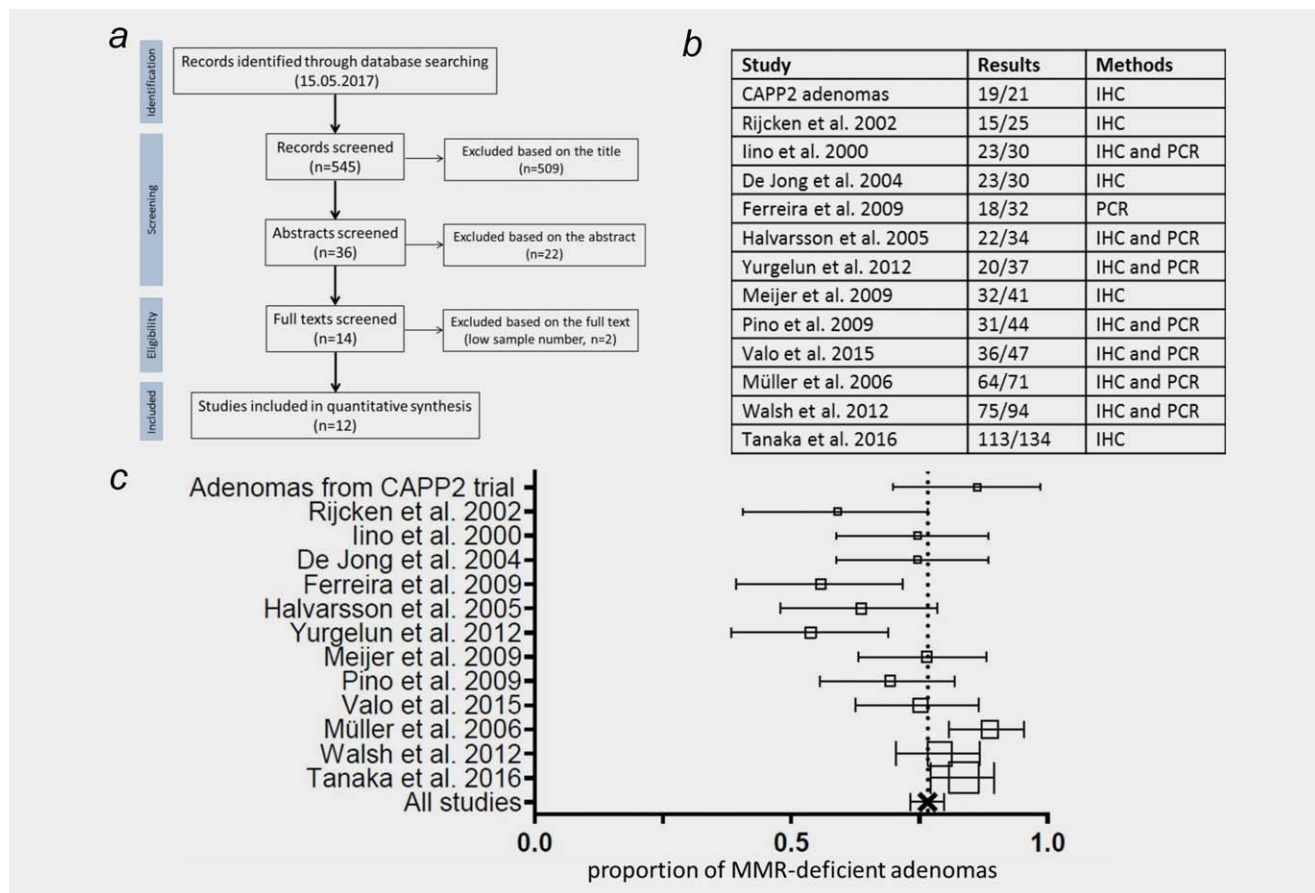 a
Identification
Records identified through database searching
(15.05.2017)
Screening
Records screened
(n=545)
Excluded based on the title
(n=509)
Abstracts screened
(n=36)
Excluded based on the abstract
(n=22)
Eligibility
Full texts screened
(n=14)
Excluded based on the full text
(low sample number, n=2)
Included
Studies included in quantitative synthesis
(n=12)
b
Study Results Methods
CAPP2 adenomas 19/21 IHC
Rijcken et al. 2002 15/25 IHC
Iino et al. 2000 23/30 IHC and PCR
De Jong et al. 2004 23/30 IHC
Ferreira et al. 2009 18/32 PCR
Halvarsson et al. 2005 22/34 IHC and PCR
Yurgelun et al. 2012 20/37 IHC and PCR
Meijer et al. 2009 32/41 IHC
Pino et al. 2009 31/44 IHC and PCR
Valo et al. 2015 36/47 IHC and PCR
Müller et al. 2006 64/71 IHC and PCR
Walsh et al. 2012 75/94 IHC and PCR
Tanaka et al. 2016 113/134 IHC
c
Adenomas from CAPP2 trial
Rijcken et al. 2002
Iino et al. 2000
De Jong et al. 2004
Ferreira et al. 2009
Halvarsson et al. 2005
Yurgelun et al. 2012
Meijer et al. 2009
Pino et al. 2009
Valo et al. 2015
Müller et al. 2006
Walsh et al. 2012
Tanaka et al. 2016
All studies
0.0 0.5 1.0
proportion of MMR-deficient adenomas